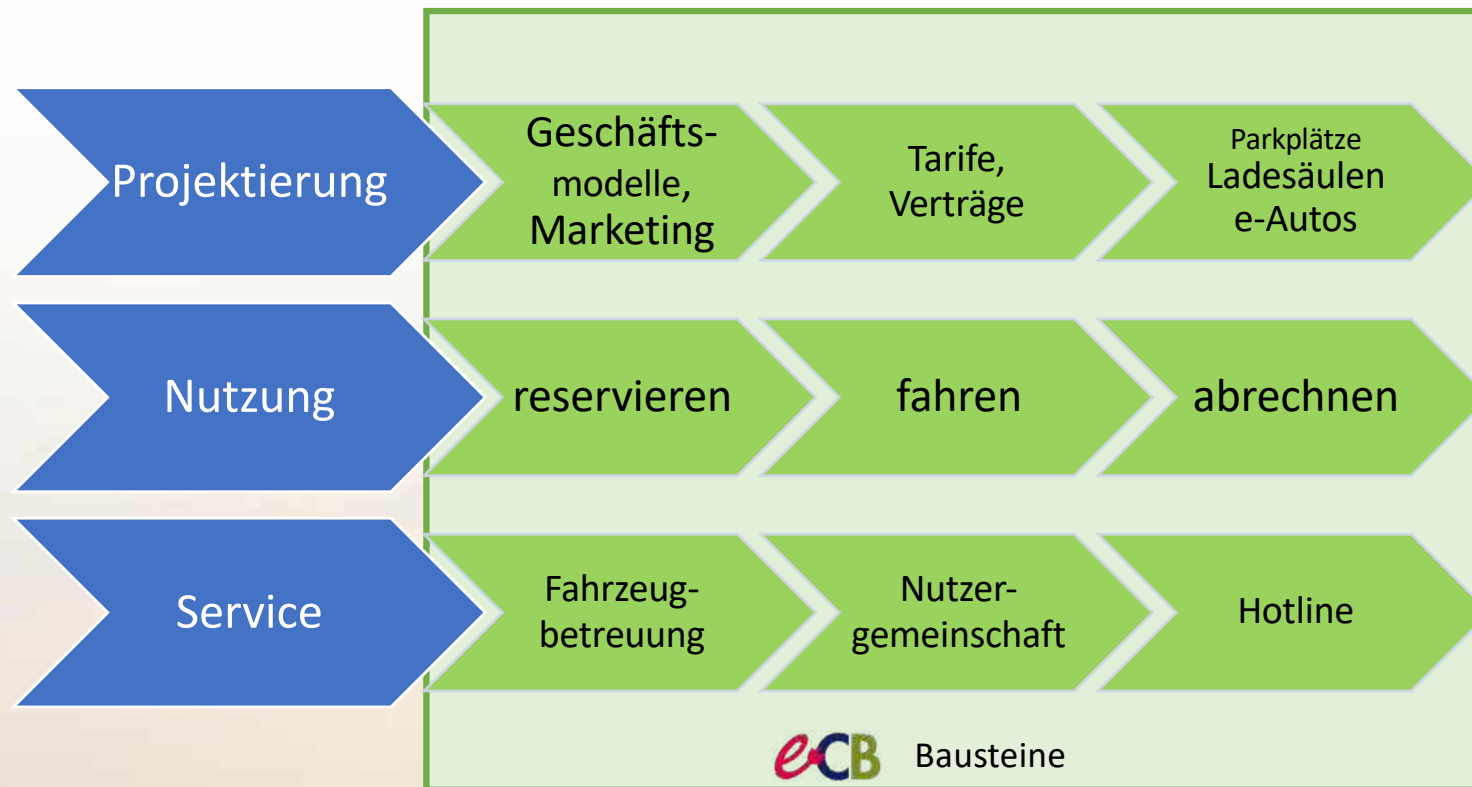 Projektierung
Geschäfts-
modelle,
Marketing
Tarife,
Verträge
Parkplätze
Ladesäulen
e-Autos
Nutzung
reservieren
fahren
abrechnen
Service
Fahrzeug-
betreuung
Nutzer-
gemeinschaft
Hotline
eCB Bausteine